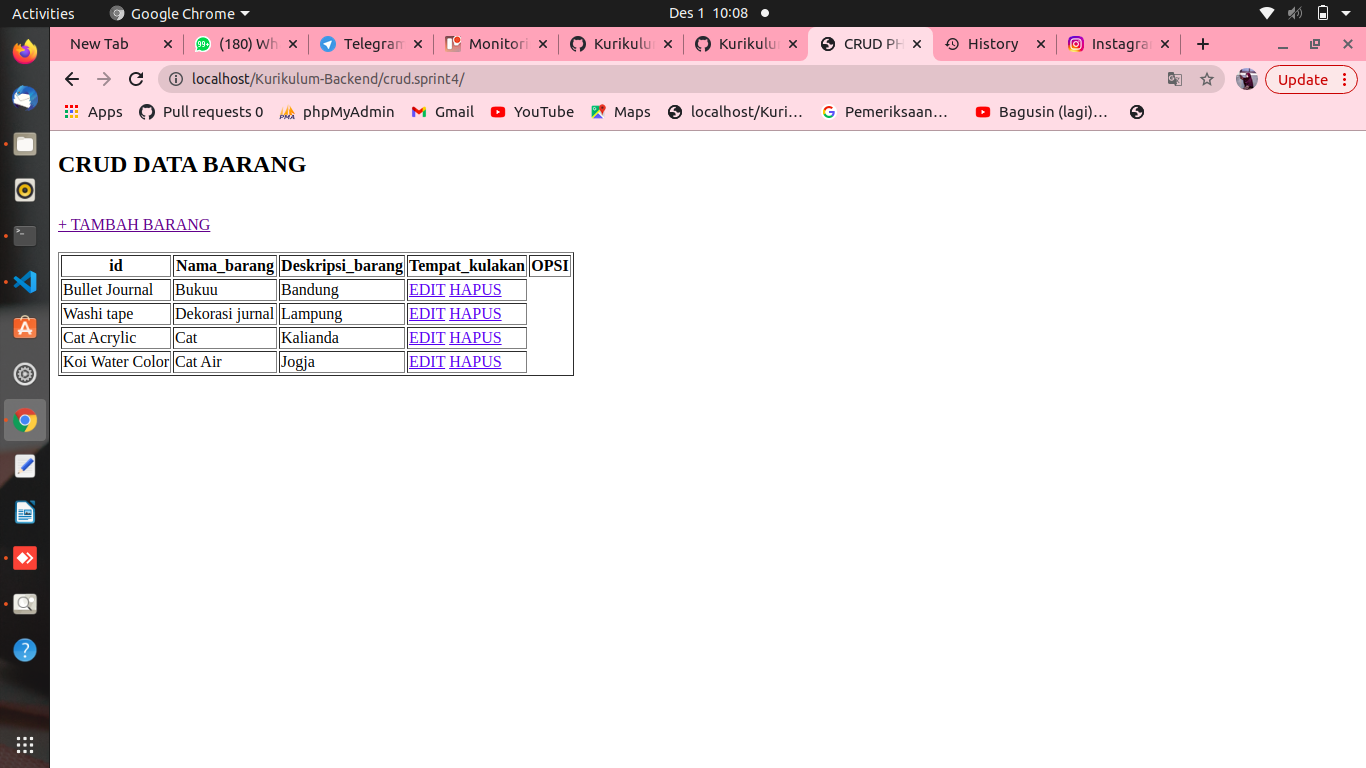 Activities Google Chrome Des 1 10:08
New Tab 99+ (180) Wh Telegram Monitori Kurikulu Kurikulu CRUD PH History Instagra
localhost/Kurikulum-Backend/crud.sprint4/ Update
Apps Pull requests 0 PMA phpMyAdmin Gmail YouTube Maps localhost/Kuri... Pemeriksaan... Bagusin (lagi)...
CRUD DATA BARANG
+ TAMBAH BARANG
id Nama_barang Deskripsi_barang Tempat_kulakan OPSI
Bullet Journal Bukuu Bandung EDIT HAPUS
Washi tape Dekorasi jurnal Lampung EDIT HAPUS
Cat Acrylic Cat Kalianda EDIT HAPUS
Koi Water Color Cat Air Jogja EDIT HAPUS